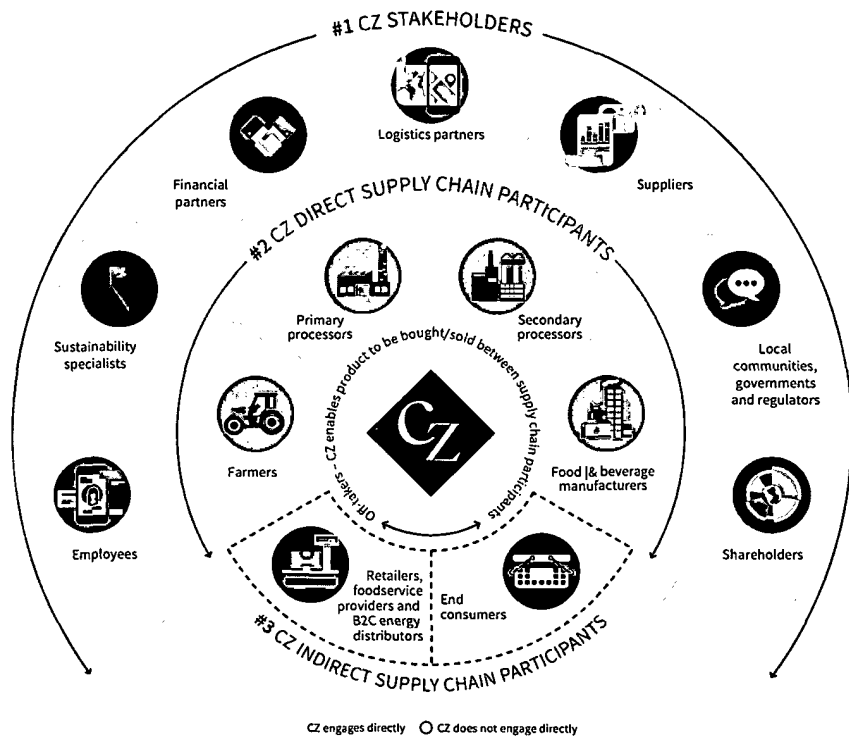 #1 CZ STAKEHOLDERS
Logistics partners
Financial
partners
Suppliers
Sustainability
specialists
Local
communities,
governments
and regulators
Employees
Shareholders
#2 CZ DIRECT SUPPLY CHAIN PARTICIPANTS
Primary
processors
Secondary
processors
Farmers
Food |& beverage
manufacturers
Off-takers - CZ enables product to be bought/sold between supply chain participants
CZ
Retailers,
foodservice
providers and
B2C energy
distributors
End
consumers
#3 CZ INDIRECT SUPPLY CHAIN PARTICIPANTS
CZ engages directly
CZ does not engage directly